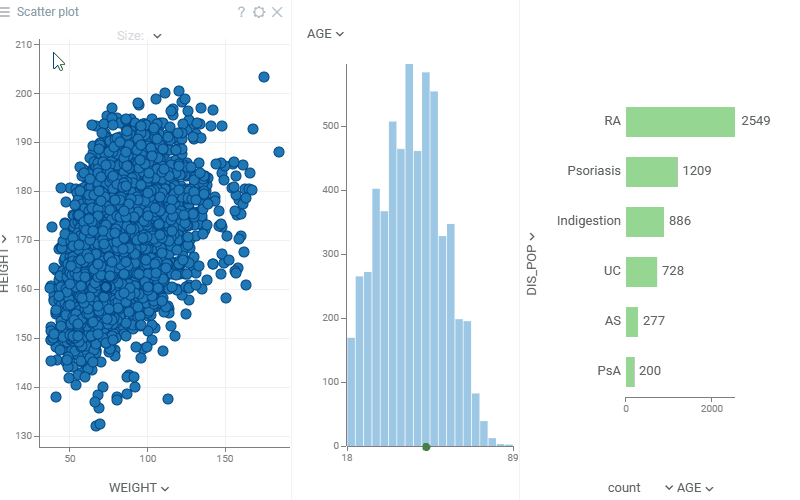 Scatter plot
?
Size:
210
200
190
180
170
160
150
140
130
HEIGHT
50
100
150
WEIGHT
AGE
500
400
300
200
100
0
18
89
DIS_POP
RA
2549
Psoriasis
1209
Indigestion
886
UC
728
AS
277
PsA
200
0
2000
count
AGE